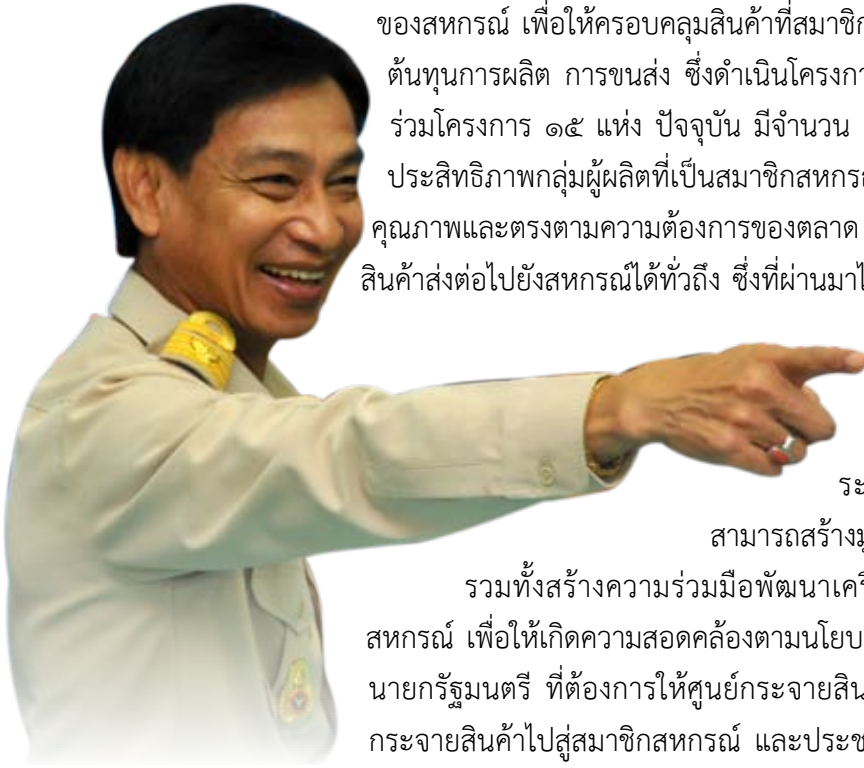 ของสหกรณ์ เพื่อให้ครอบคลุมสินค้าที่สมาชิก
ต้นทุนการผลิต การขนส่ง ซึ่งดำเนินโครงกา
ร่วมโครงการ ๑๕ แห่ง ปัจจุบัน มีจำนวน
ประสิทธิภาพกลุ่มผู้ผลิตที่เป็นสมาชิกสหกรณ
คุณภาพและตรงตามความต้องการของตลาด
สินค้าส่งต่อไปยังสหกรณ์ได้ทั่วถึง ซึ่งที่ผ่านมาไ
ระ
สามารถสร้างมู
รวมทั้งสร้างความร่วมมือพัฒนาเครื
สหกรณ์ เพื่อให้เกิดความสอดคล้องตามนโยบ
นายกรัฐมนตรี ที่ต้องการให้ศูนย์กระจายสิน
กระจายสินค้าไปสู่สมาชิกสหกรณ์ และประช